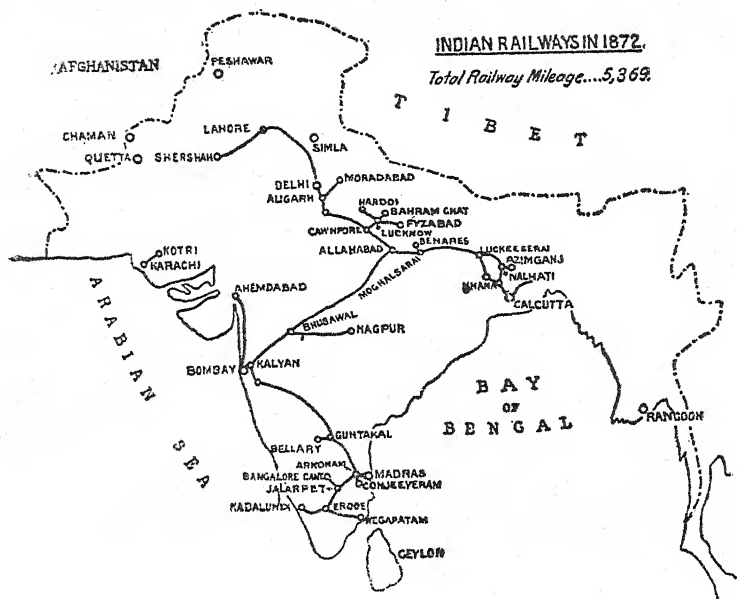 INDIAN RAILWAYS IN 1872.
Total Railway Mileage....5,369.
AFGHANISTAN
PESHAWAR
TIBET
CHAMAN
LAHORE
SIMLA
QUETTA
SHERSHAH
DELHI
MORADABAD
ALIGARH
HARDOI
BAHRAM GHAT
FYZABAD
CAWNPORE
LUCKNOW
BENARES
ALLAHABAD
LUCKEESERAI
AZIMGANJ
KOTRI
KARACHI
MOGHALSARAI
NALHATI
KHANA
CALCUTTA
AHEMDABAD
BHUSAWAL
NAGPUR
ARABIAN SEA
BOMBAY
KALYAN
BAY
OF
BENGAL
RANGOON
GUNTAKAL
BELLARY
ARKONAM
MADRAS
BANGALORE CANT
CONJEEVERAM
JALARPET
KADALUNDI
ERODE
NEGAPATAM
CEYLON